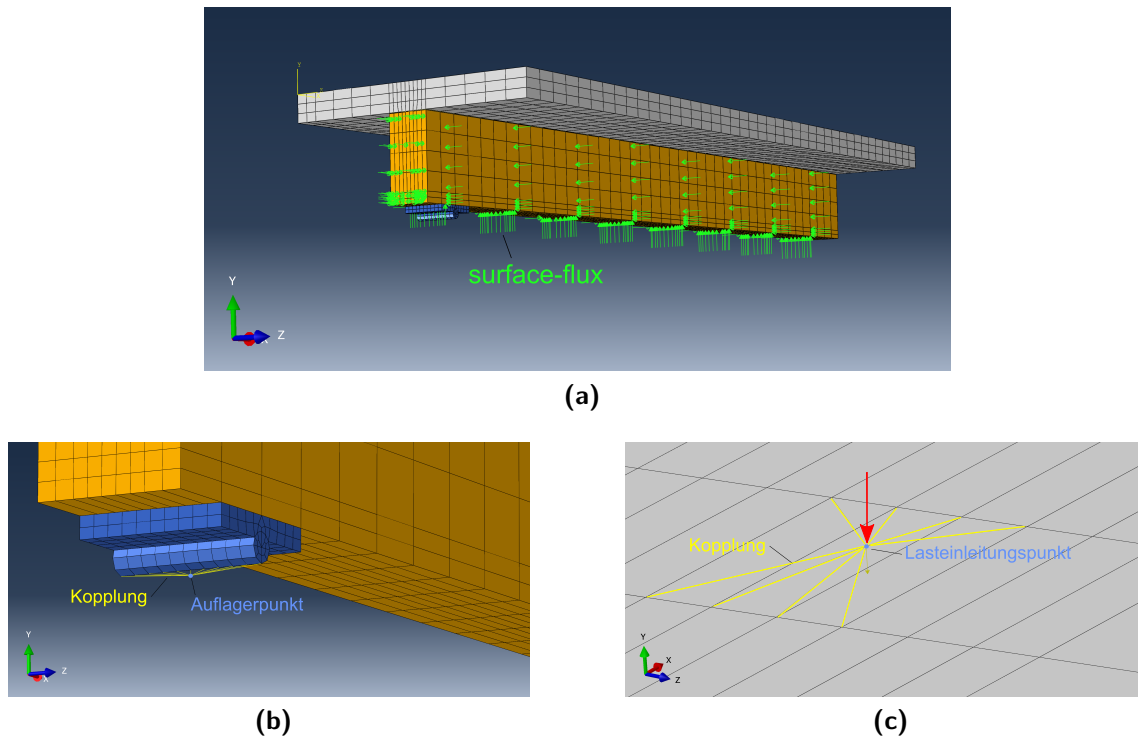 Y
surface-flux
Y
Z
X
(a)
Kopplung
Auflagerpunkt
Y
Z
X
(b)
Kopplung
Lasteinleitungspunkt
Y
X
Z
(c)